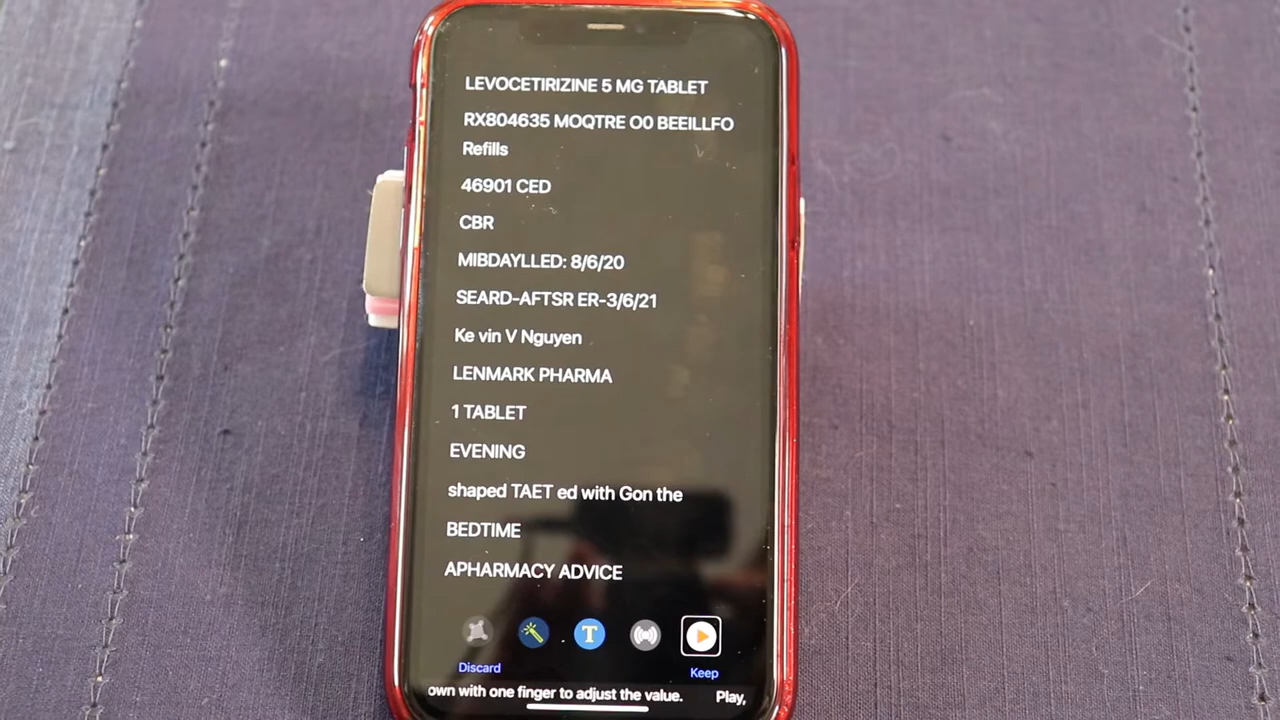 LEVOCETIRIZINE 5 MG TABLET
RX804635 MOQTRE O0 BEEILLFO
Refills
46901 CED
CBR
MIBDAYLLED: 8/6/20
SEARD-AFTSR ER-3/6/21
Ke vin V Nguyen
LENMARK PHARMA
1 TABLET
EVENING
shaped TAET ed with Gon the
BEDTIME
APHARMACY ADVICE
T
Discard Keep
own with one finger to adjust the value. Play,